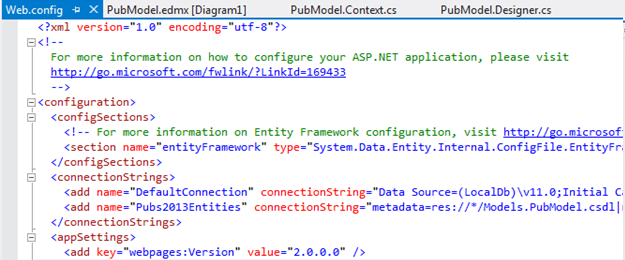 Web.config PubModel.edmx [Diagram1] PubModel.Context.cs PubModel.Designer.cs
<?xml version="1.0" encoding="utf-8"?>
<!--
For more information on how to configure your ASP.NET application, please visit
http://go.microsoft.com/fwlink/?LinkId=169433
-->
<configuration>
<configSections>
<!-- For more information on Entity Framework configuration, visit http://go.microsof
<section name="entityFramework" type="System.Data.Entity.Internal.ConfigFile.EntityFra
</configSections>
<connectionStrings>
<add name="DefaultConnection" connectionString="Data Source=(LocalDb)\v11.0;Initial Ca
<add name="Pubs2013Entities" connectionString="metadata=res://*/Models.PubModel.csdl|
</connectionStrings>
<appSettings>
<add key="webpages:Version" value="2.0.0.0" />